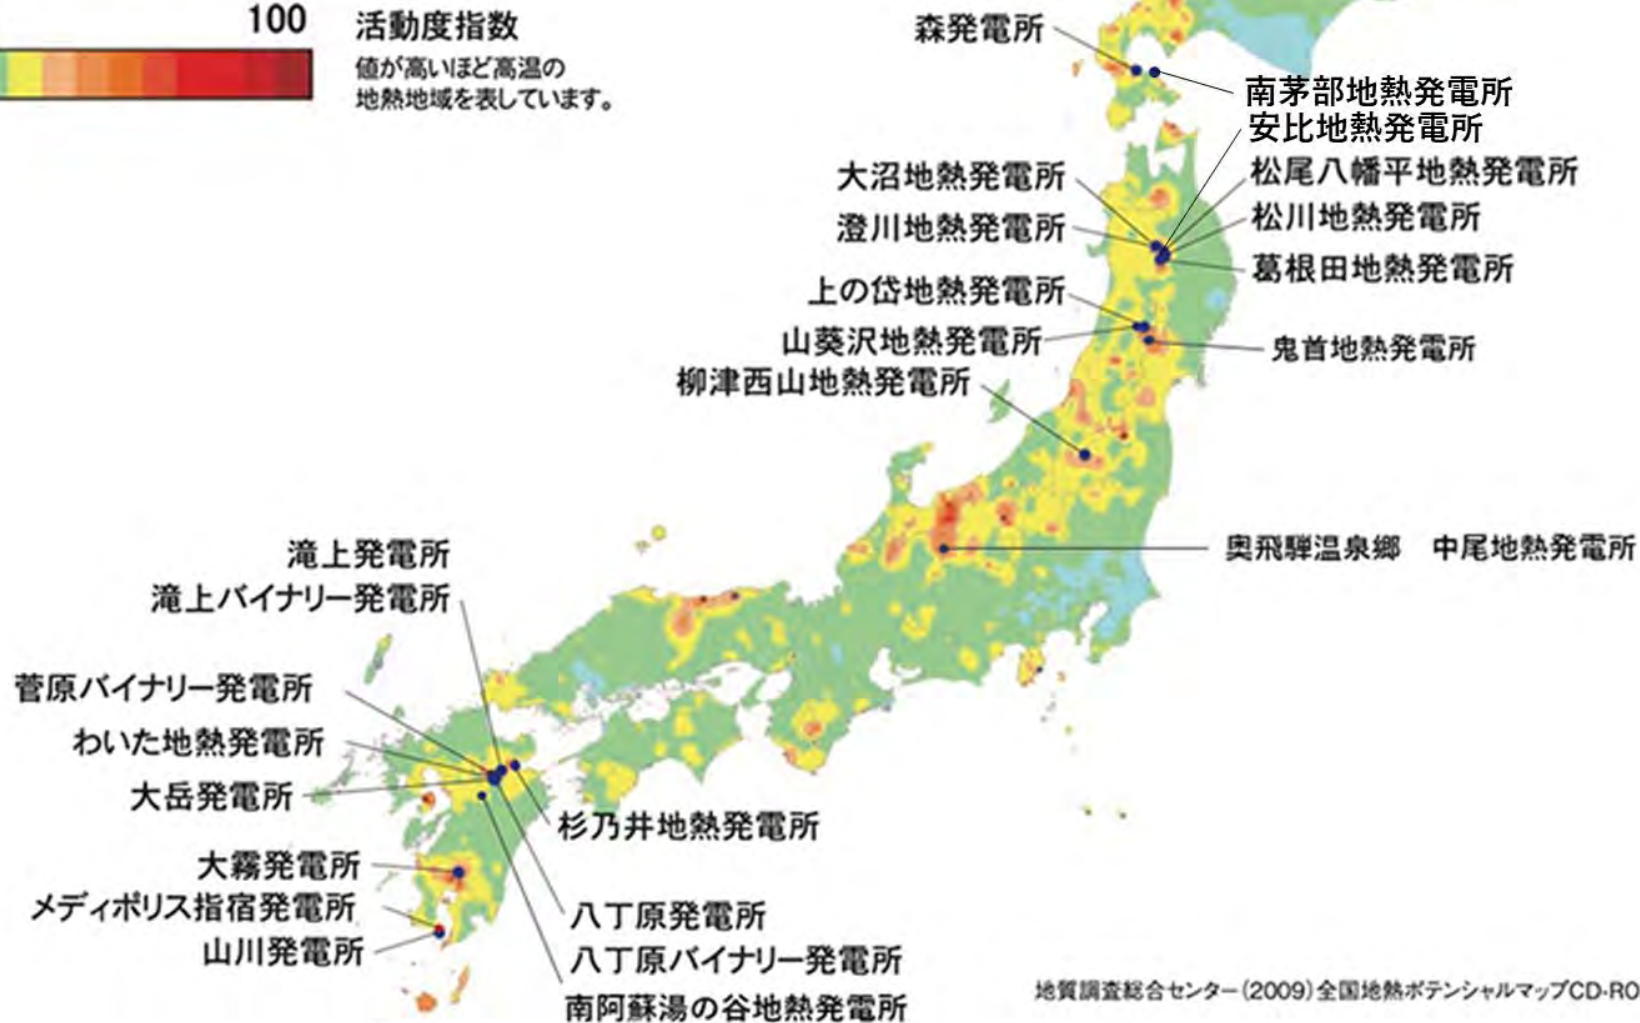 100
活動度指数
値が高いほど高温の
地熱地域を表しています。
森発電所
南茅部地熱発電所
安比地熱発電所
大沼地熱発電所
松尾八幡平地熱発電所
澄川地熱発電所
松川地熱発電所
葛根田地熱発電所
上の岱地熱発電所
山葵沢地熱発電所
鬼首地熱発電所
柳津西山地熱発電所
奥飛騨温泉郷　中尾地熱発電所
滝上発電所
滝上バイナリー発電所
菅原バイナリー発電所
わいた地熱発電所
大岳発電所
杉乃井地熱発電所
大霧発電所
メディポリス指宿発電所
山川発電所
八丁原発電所
八丁原バイナリー発電所
南阿蘇湯の谷地熱発電所
地質調査総合センター(2009)全国地熱ポテンシャルマップCD-RO